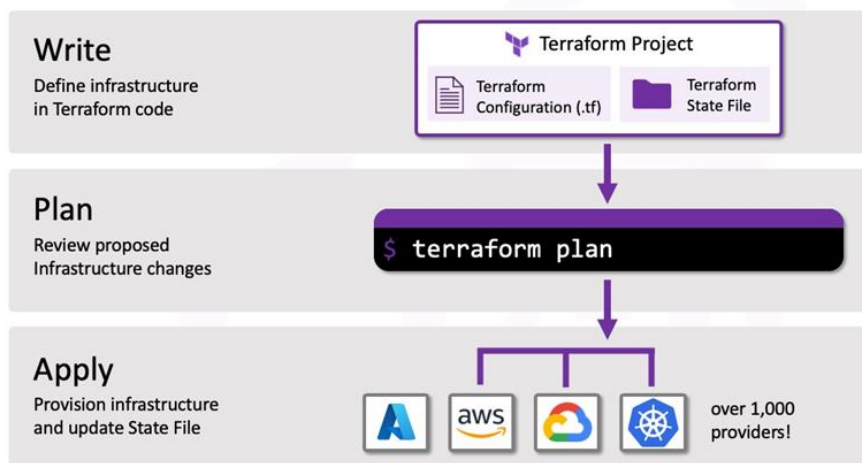 Write
Define infrastructure
in Terraform code
Terraform Project
Terraform
Configuration (.tf)
Terraform
State File
Plan
Review proposed
Infrastructure changes
$ terraform plan
Apply
Provision infrastructure
and update State File
aws
over 1,000
providers!